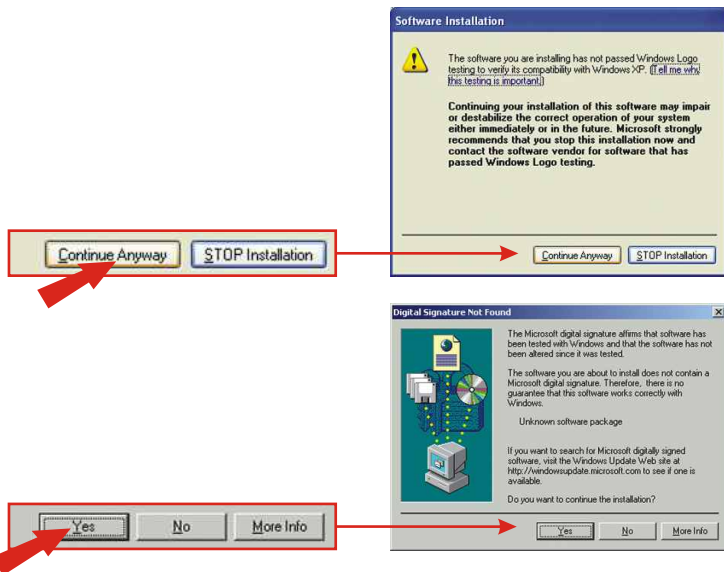 Software Installation
The software you are installing has not passed Windows Logo
testing to verify its compatibility with Windows XP. (Tell me why
this testing is important.)
Continuing your installation of this software may impair
or destabilize the correct operation of your system
either immediately or in the future. Microsoft strongly
recommends that you stop this installation now and
contact the software vendor for software that has
passed Windows Logo testing.
Continue Anyway STOP Installation
Continue Anyway STOP Installation
Digital Signature Not Found
The Microsoft digital signature affirms that software has
been tested with Windows and that the software has not
been altered since it was tested.
The software you are about to install does not contain a
Microsoft digital signature. Therefore, there is no
guarantee that this software works correctly with
Windows.
Unknown software package
If you want to search for Microsoft digitally signed
software, visit the Windows Update Web site at
http://windowsupdate.microsoft.com to see if one is
available.
Do you want to continue the installation?
Yes No More Info
Yes No More Info